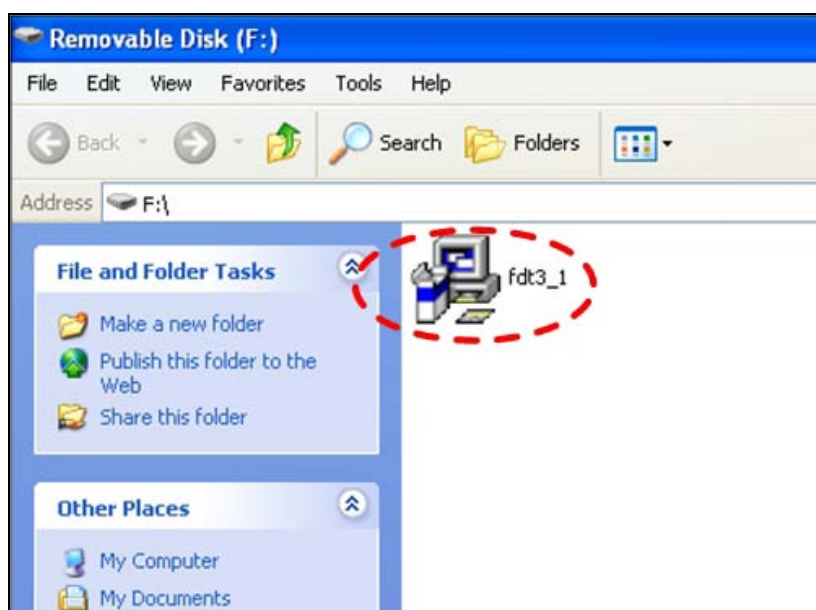 Removable Disk (F:)
File Edit View Favorites Tools Help
Back Search Folders
Address F:\
File and Folder Tasks
Make a new folder
Publish this folder to the
Web
Share this folder
Other Places
My Computer
My Documents
fdt3_1